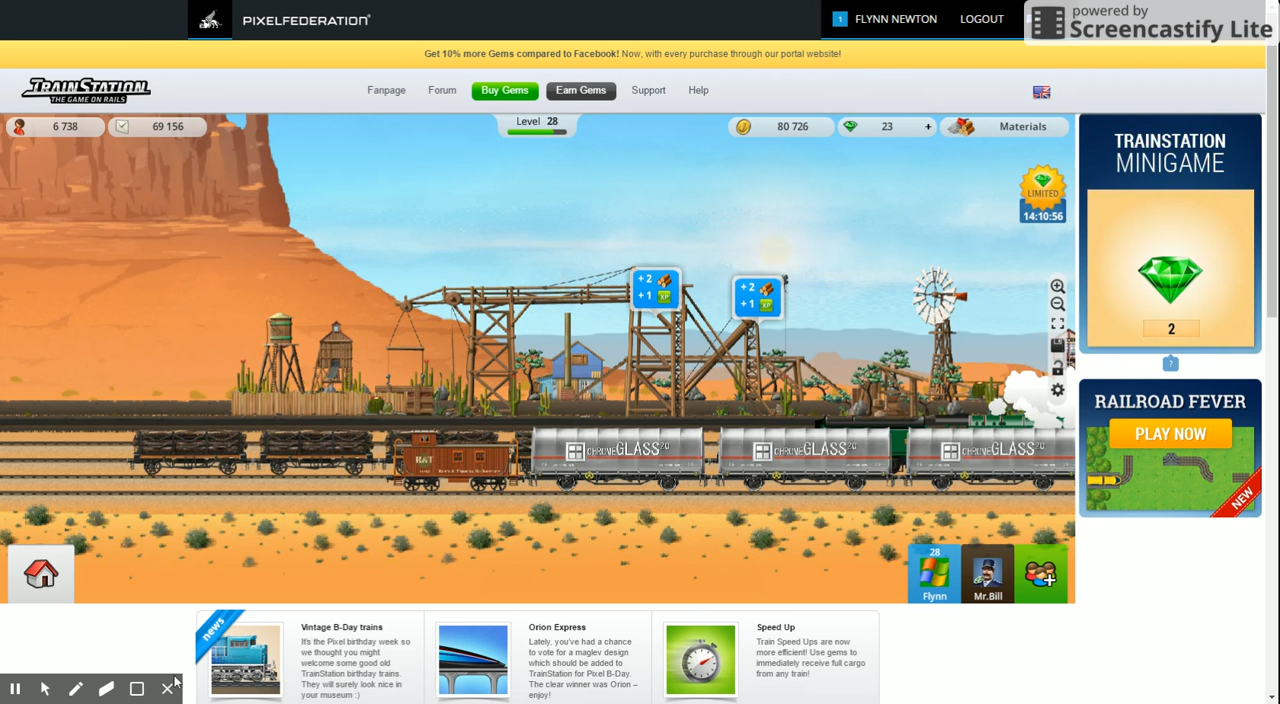 PIXELFEDERATION
1 FLYNN NEWTON LOGOUT
powered by
Screencastify Lite
Get 10% more Gems compared to Facebook! Now, with every purchase through our portal website!
TRAINSTATION
THE GAME ON RAILS
Fanpage Forum Buy Gems Earn Gems Support Help
6 738 69 156 Level 28 80 726 23 + Materials
LIMITED
14:10:56
+ 2
+ 1 XP
+ 2
+ 1 XP
TRAINSTATION
MINIGAME
2
?
RAILROAD FEVER
PLAY NOW
NEW
R&T
GLASS
GLASS
GLASS
28
Flynn
Mr.Bill
news
Vintage B-Day trains
It's the Pixel birthday week so
we thought you might
welcome some good old
TrainStation birthday trains.
They will surely look nice in
your museum :)
Orion Express
Lately, you've had a chance
to vote for a maglev design
which should be added to
TrainStation for Pixel B-Day.
The clear winner was Orion –
enjoy!
Speed Up
Train Speed Ups are now
more efficient! Use gems to
immediately receive full cargo
from any train!